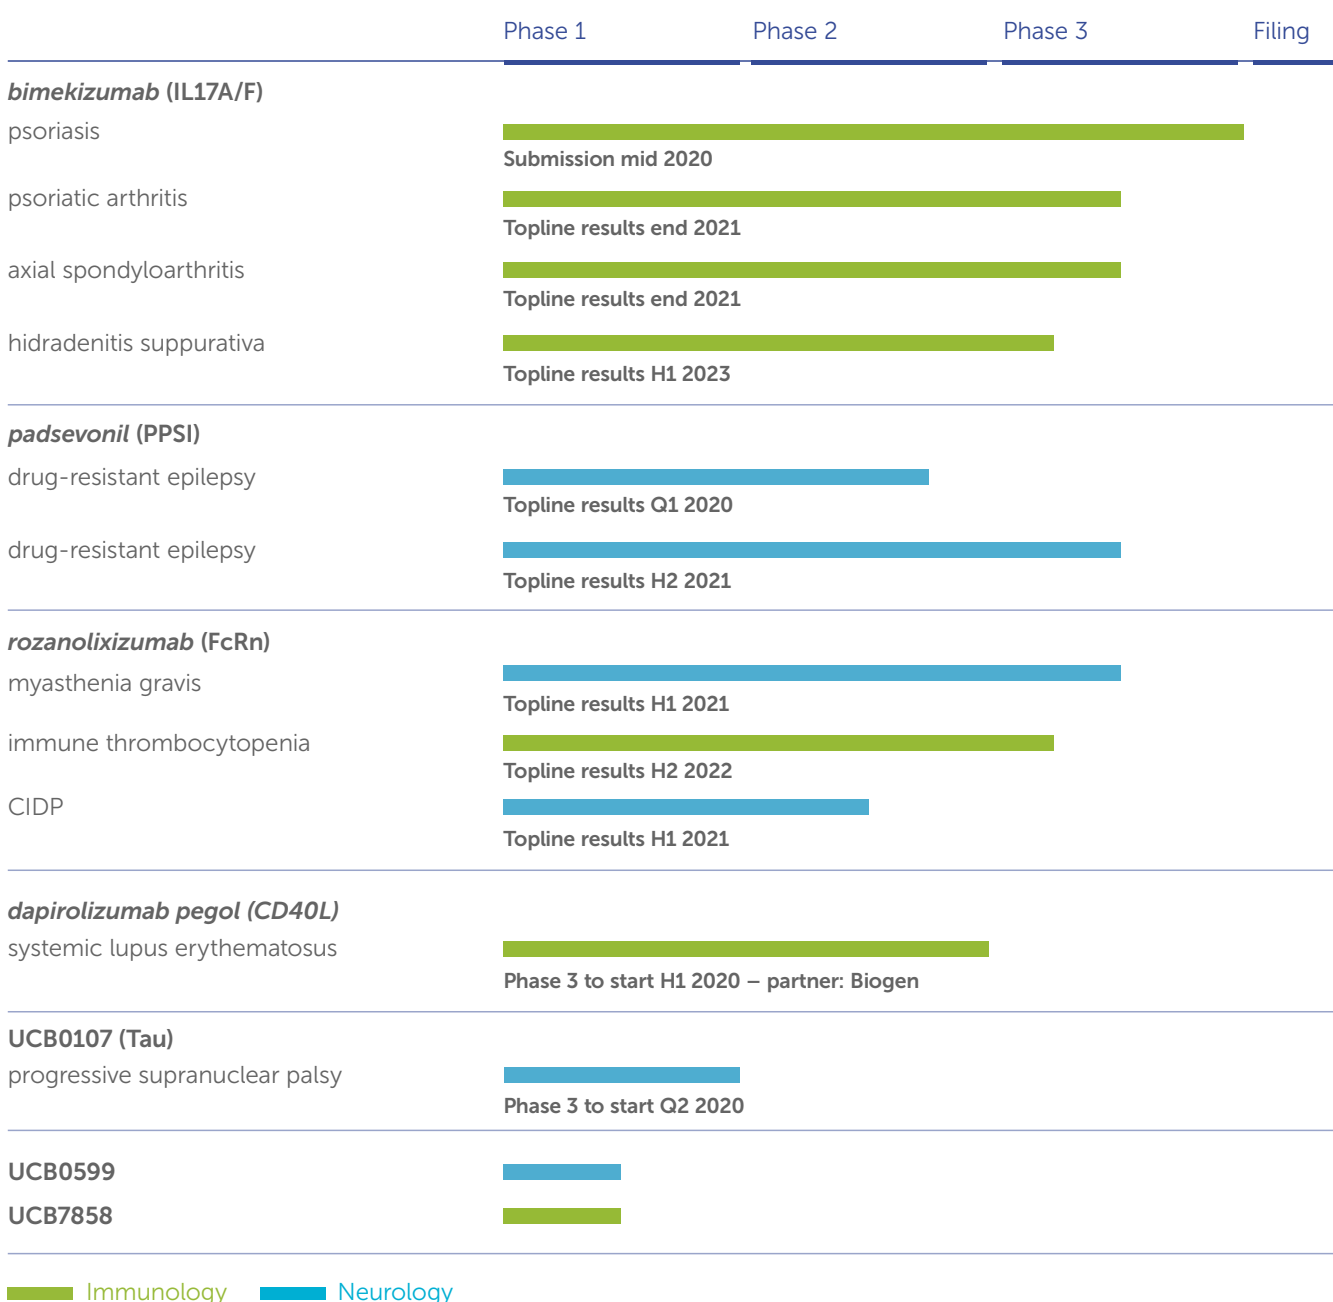 Phase 1 Phase 2 Phase 3 Filing
bimekizumab (IL17A/F)
psoriasis
Submission mid 2020
psoriatic arthritis
Topline results end 2021
axial spondyloarthritis
Topline results end 2021
hidradenitis suppurativa
Topline results H1 2023
padsevonil (PPSI)
drug-resistant epilepsy
Topline results Q1 2020
drug-resistant epilepsy
Topline results H2 2021
rozanolixizumab (FcRn)
myasthenia gravis
Topline results H1 2021
immune thrombocytopenia
Topline results H2 2022
CIDP
Topline results H1 2021
dapirolizumab pegol (CD40L)
systemic lupus erythematosus
Phase 3 to start H1 2020 – partner: Biogen
UCB0107 (Tau)
progressive supranuclear palsy
Phase 3 to start Q2 2020
UCB0599
UCB7858
Immunology Neurology